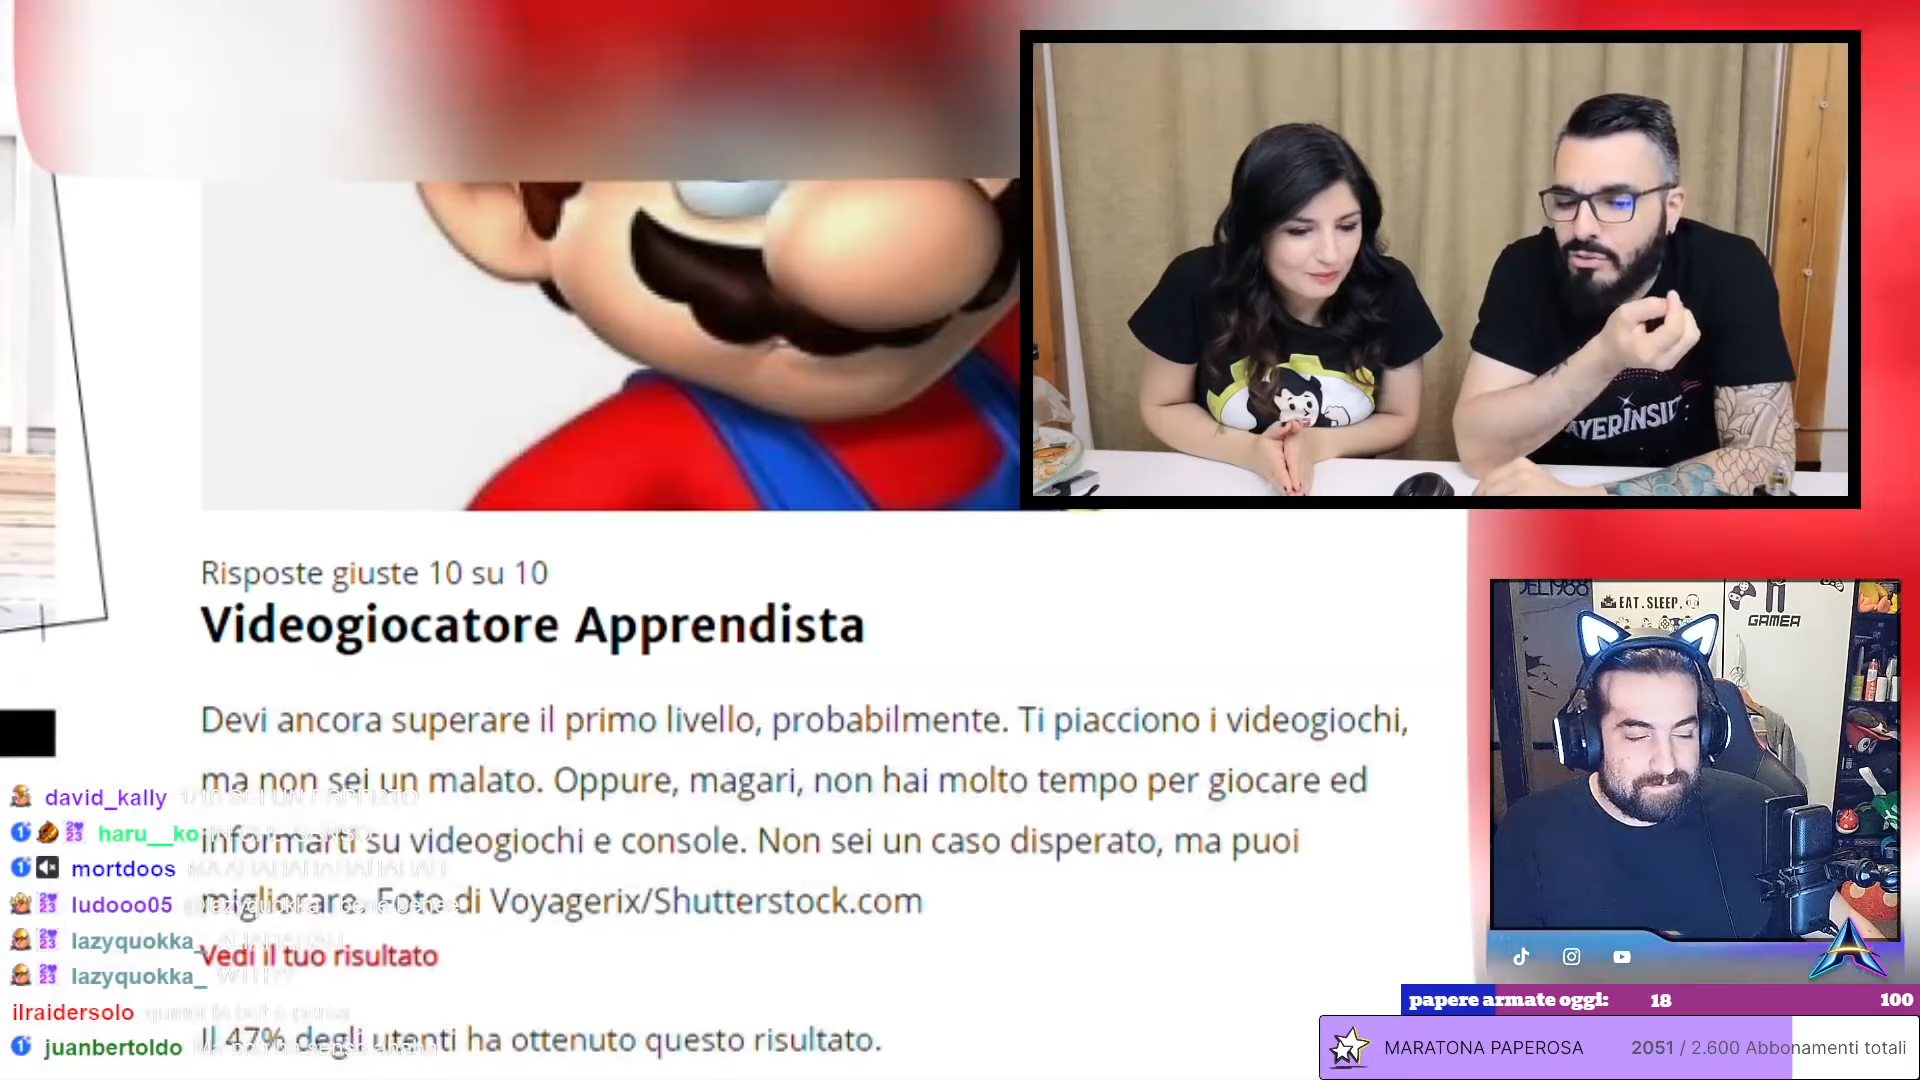 DEL1988
EAT.SLEEP.
GAMER
AYERINSID
Risposte giuste 10 su 10
Videogiocatore Apprendista
Devi ancora superare il primo livello, probabilmente. Ti piacciono i videogiochi,
ma non sei un malato. Oppure, magari, non hai molto tempo per giocare ed
informarti su videogiochi e console. Non sei un caso disperato, ma puoi
migliorare. Foto di Voyagerix/Shutterstock.com
Vedi il tuo risultato
Il 47% degli utenti ha ottenuto questo risultato.
david_kally
haru__ko
mortdoos
ludooo05
lazyquokka_
lazyquokka_
ilraidersolo
juanbertoldo
papere armate oggi: 18 100
MARATONA PAPEROSA 2051 / 2.600 Abbonamenti totali